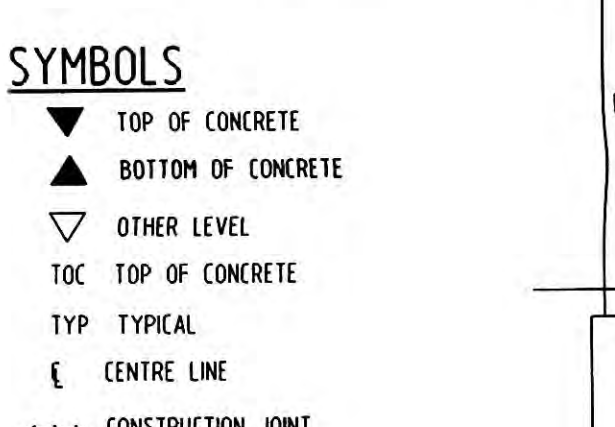 SYMBOLS
▼ TOP OF CONCRETE
▲ BOTTOM OF CONCRETE
▽ OTHER LEVEL
TOC TOP OF CONCRETE
TYP TYPICAL
℄ CENTRE LINE
CONSTRUCTION JOINT